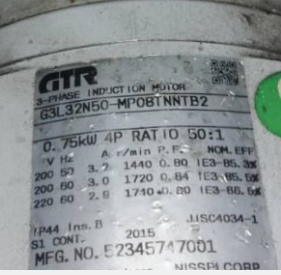 GTR
3-PHASE INDUCTION MOTOR
G3L32N50-MP08TNNTB2
0.75kW 4P RATIO 50:1
V Hz A r/min P.F. NOM.EFF
200 50 3.2 1440 0.80 IE3-85.3%
200 60 3.0 1720 0.84 IE3-85.5%
220 60 2.9 1740 0.80 IE3-85.5%
IP44 Ins.B JISC4034-1
S1 CONT. 2015
MFG. NO. 52345747001
NISSEI CORP